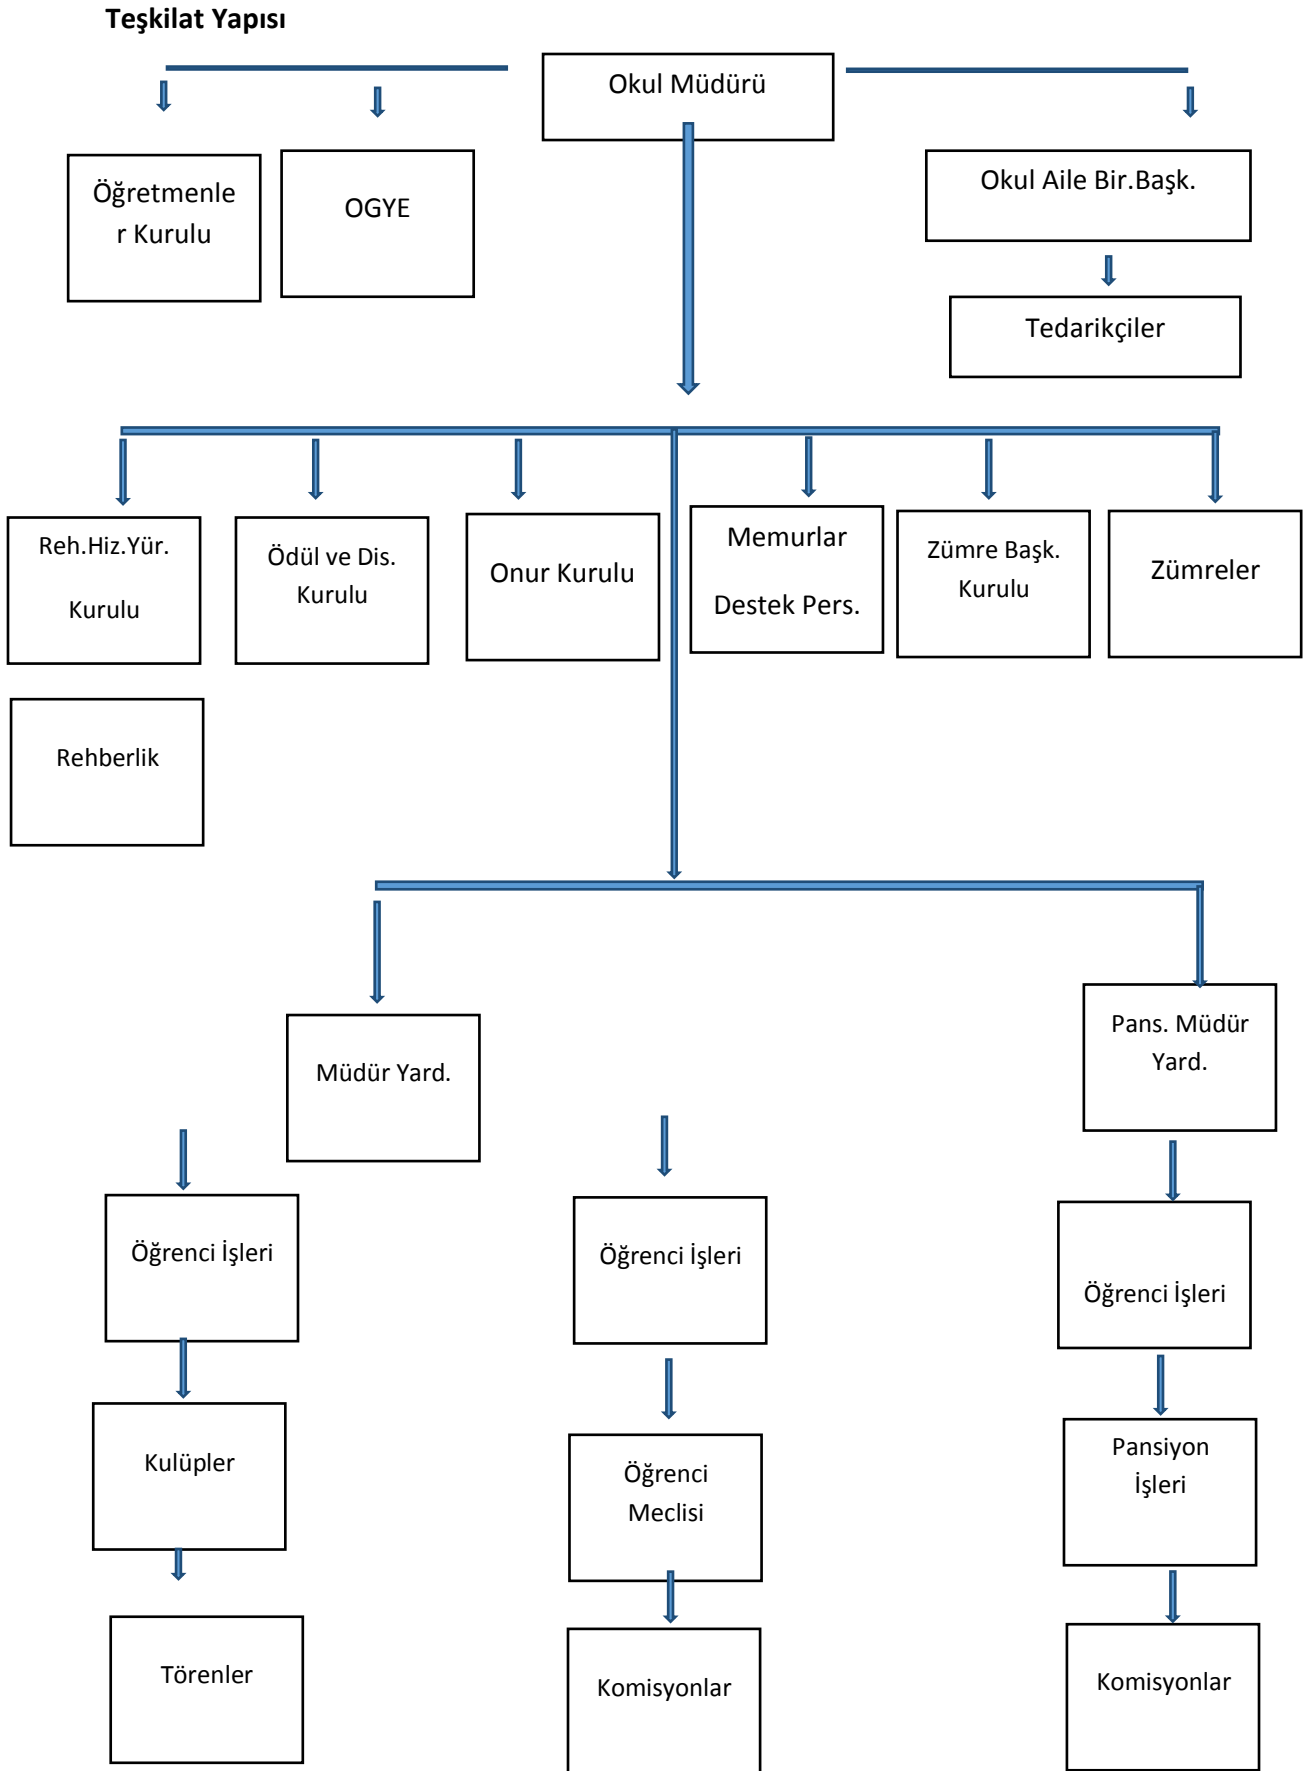 Teşkilat Yapısı
Okul Müdürü
Öğretmenle
r Kurulu
OGYE
Okul Aile Bir.Başk.
Tedarikçiler
Reh.Hiz.Yür.
Kurulu
Ödül ve Dis.
Kurulu
Onur Kurulu
Memurlar
Destek Pers.
Zümre Başk.
Kurulu
Zümreler
Rehberlik
Müdür Yard.
Pans. Müdür
Yard.
Öğrenci İşleri
Öğrenci İşleri
Öğrenci İşleri
Kulüpler
Öğrenci
Meclisi
Pansiyon
İşleri
Törenler
Komisyonlar
Komisyonlar